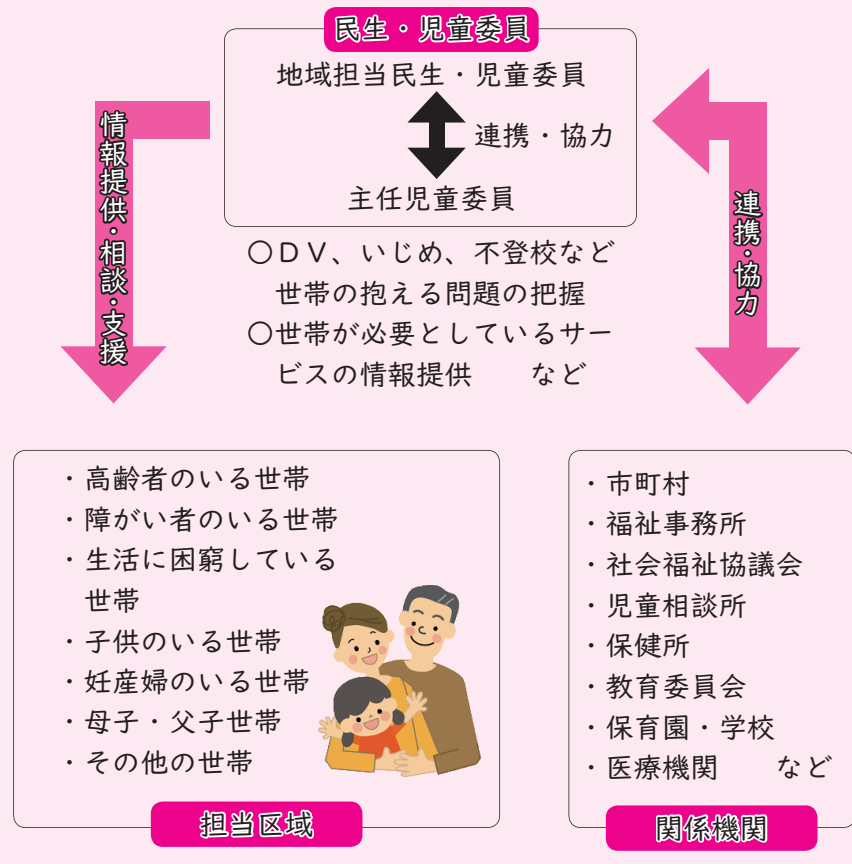 民生・児童委員
地域担当民生・児童委員
連携・協力
主任児童委員
情報提供・相談・支援
連携・協力
〇ＤＶ、いじめ、不登校など
世帯の抱える問題の把握
〇世帯が必要としているサー
ビスの情報提供　　など
・高齢者のいる世帯
・障がい者のいる世帯
・生活に困窮している
世帯
・子供のいる世帯
・妊産婦のいる世帯
・母子・父子世帯
・その他の世帯
担当区域
・市町村
・福祉事務所
・社会福祉協議会
・児童相談所
・保健所
・教育委員会
・保育園・学校
・医療機関　　など
関係機関